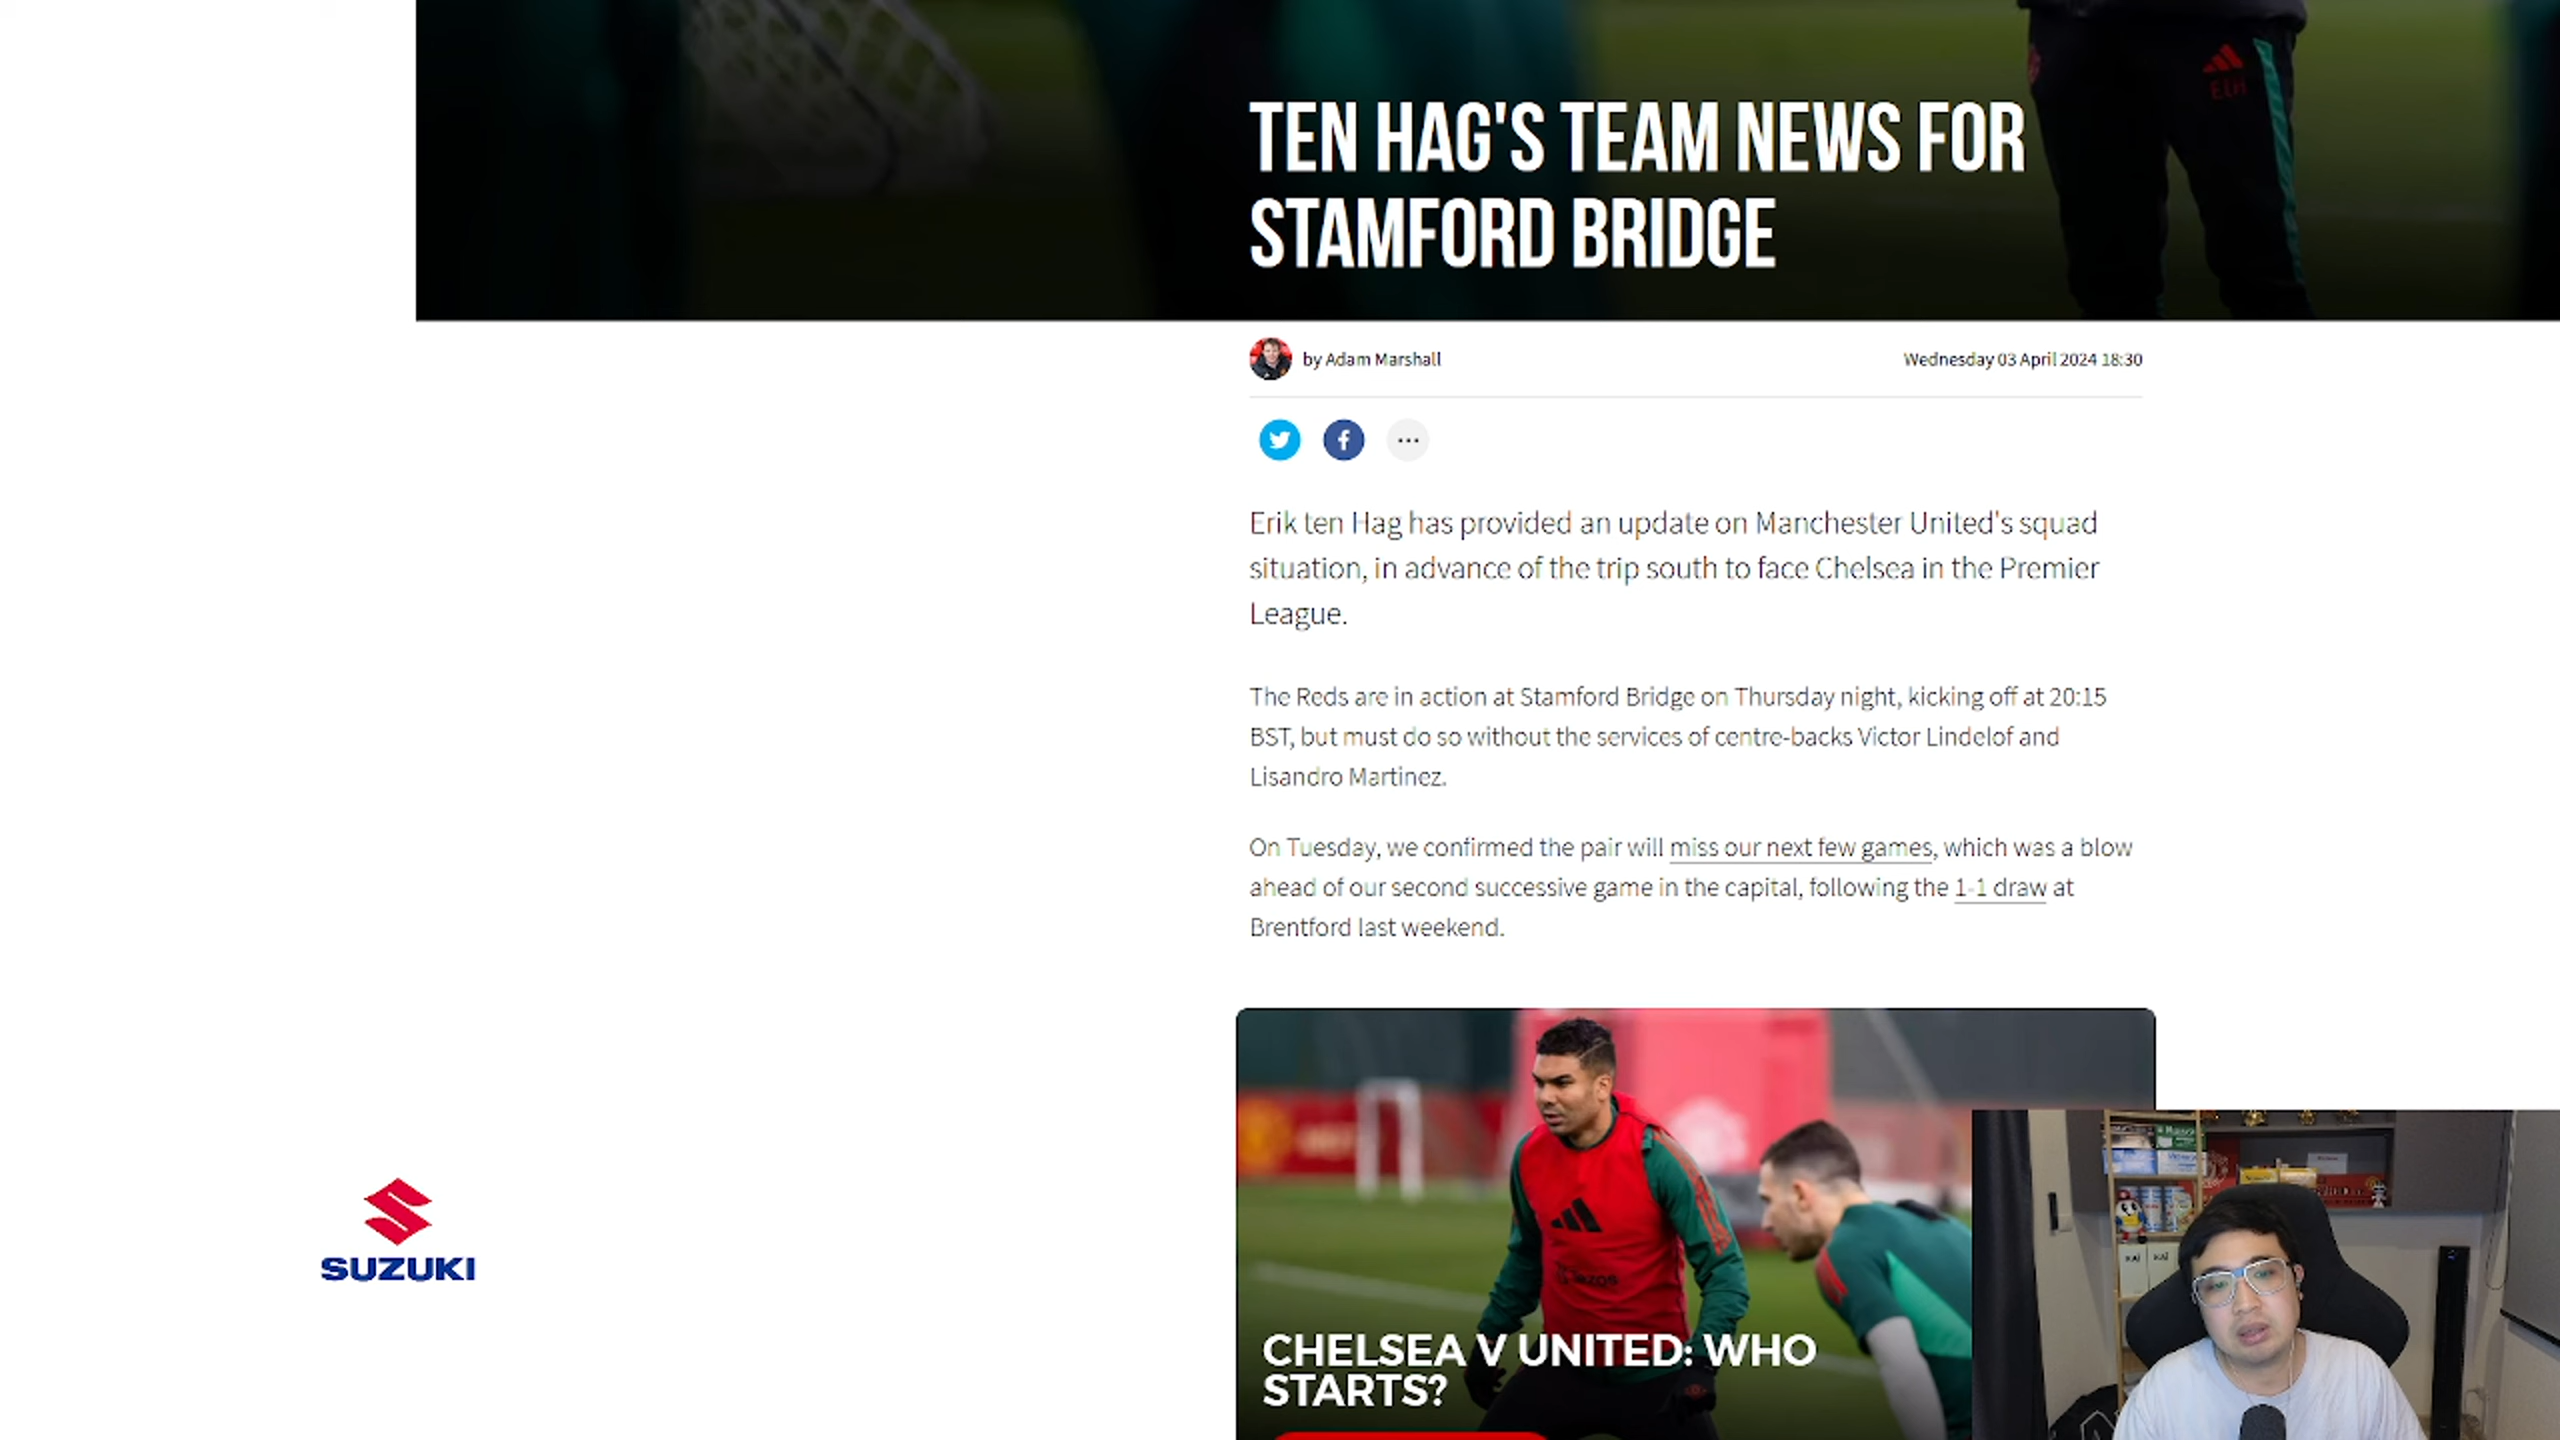 TEN HAG'S TEAM NEWS FOR
STAMFORD BRIDGE
by Adam Marshall
Wednesday 03 April 2024 18:30
Erik ten Hag has provided an update on Manchester United's squad
situation, in advance of the trip south to face Chelsea in the Premier
League.
The Reds are in action at Stamford Bridge on Thursday night, kicking off at 20:15
BST, but must do so without the services of centre-backs Victor Lindelof and
Lisandro Martinez.
On Tuesday, we confirmed the pair will miss our next few games, which was a blow
ahead of our second successive game in the capital, following the 1-1 draw at
Brentford last weekend.
CHELSEA V UNITED: WHO
STARTS?
SUZUKI